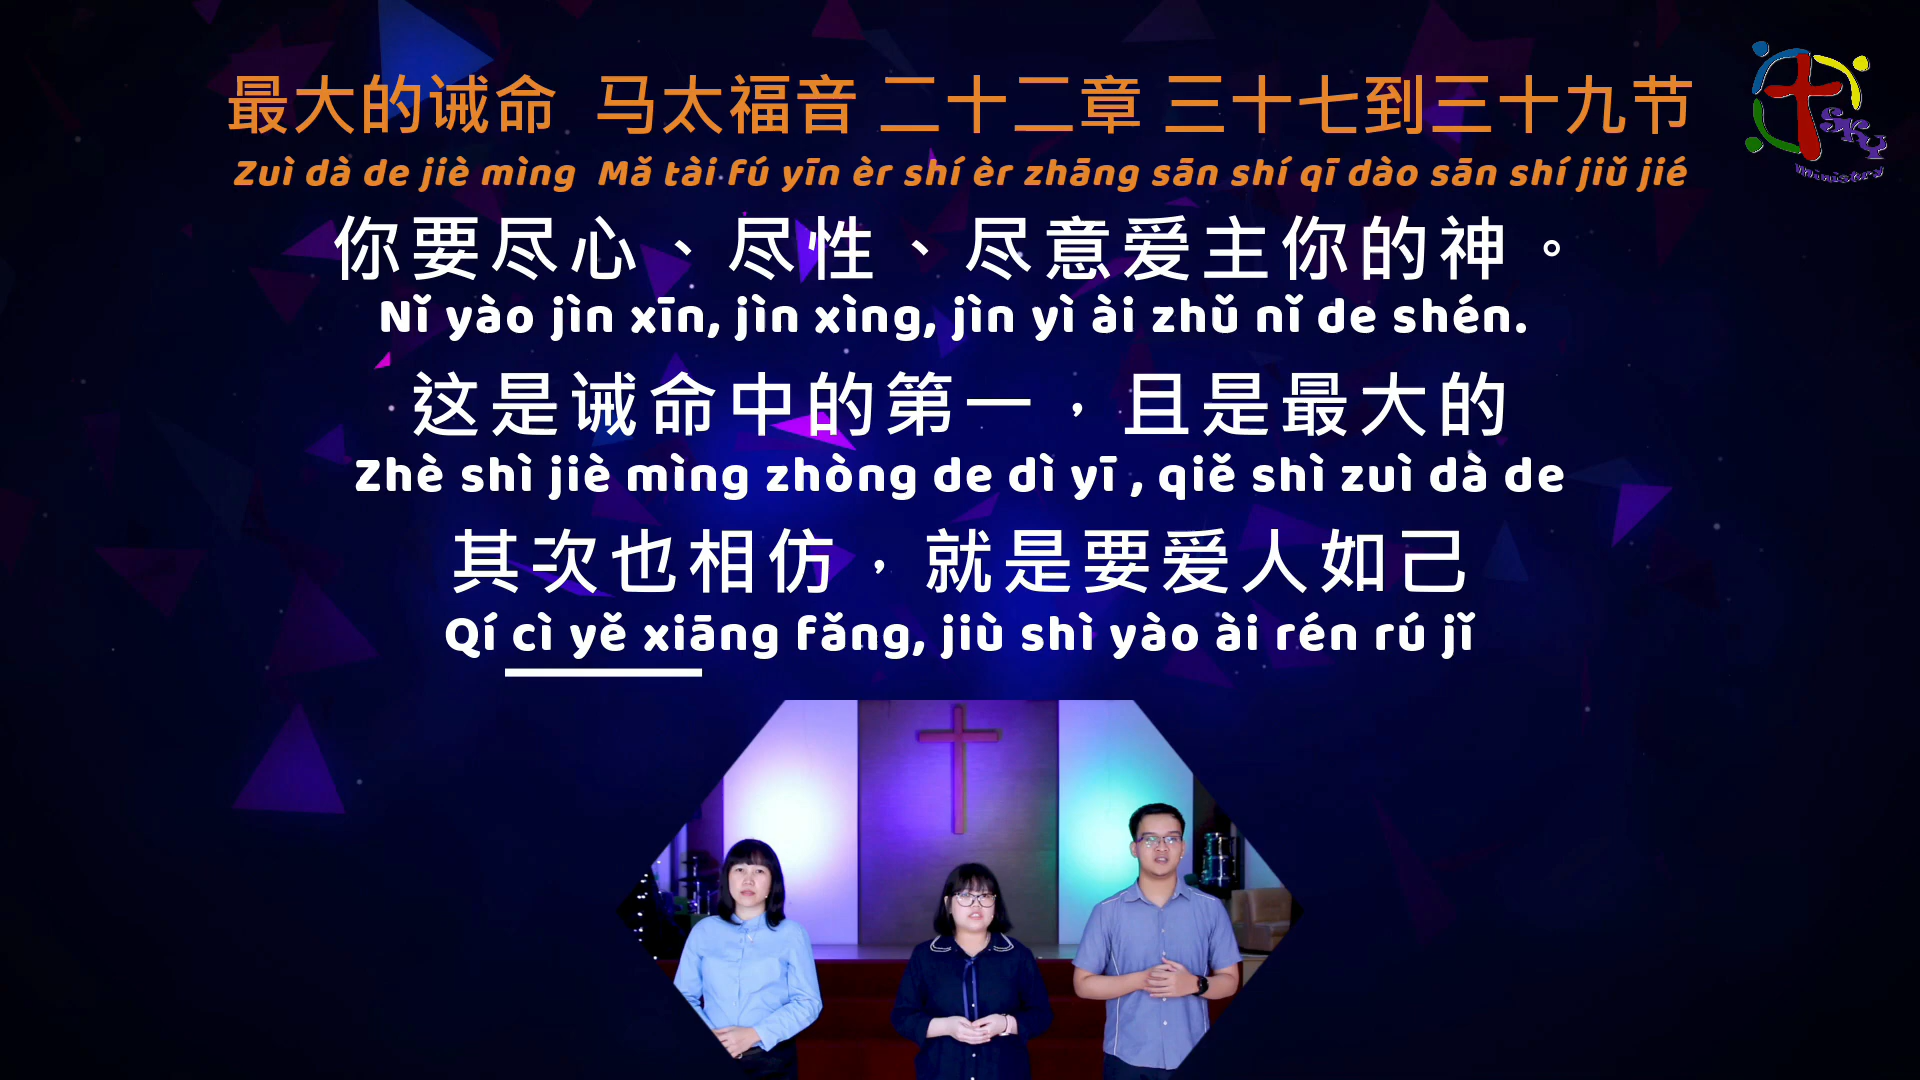 最大的诫命 马太福音 二十二章 三十七到三十九节
Zuì dà de jiè mìng Mǎ tài fú yīn èr shí èr zhāng sān shí qī dào sān shí jiǔ jié
你要尽心、尽性、尽意爱主你的神。
Nǐ yào jìn xīn, jìn xìng, jìn yì ài zhǔ nǐ de shén.
这是诫命中的第一，且是最大的
Zhè shì jiè mìng zhòng de dì yī , qiě shì zuì dà de
其次也相仿，就是要爱人如己
Qí cì yě xiāng fǎng, jiù shì yào ài rén rú jǐ
SKY
Ministry